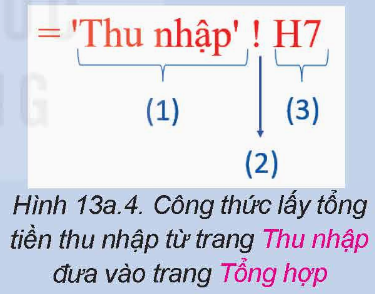 = 'Thu nhập' ! H7
(1) (3)
(2)
Hình 13a.4. Công thức lấy tổng
tiền thu nhập từ trang Thu nhập
đưa vào trang Tổng hợp